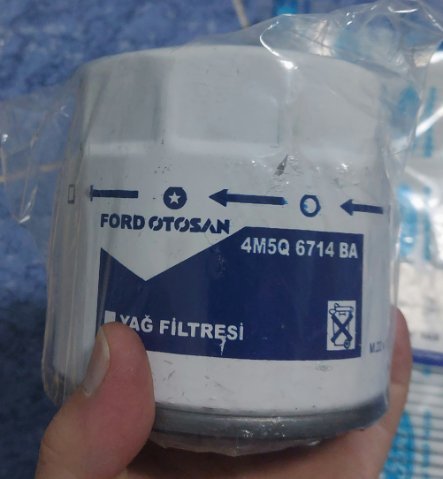 FORD OTOSAN
4M5Q 6714 BA
YAĞ FİLTRESİ